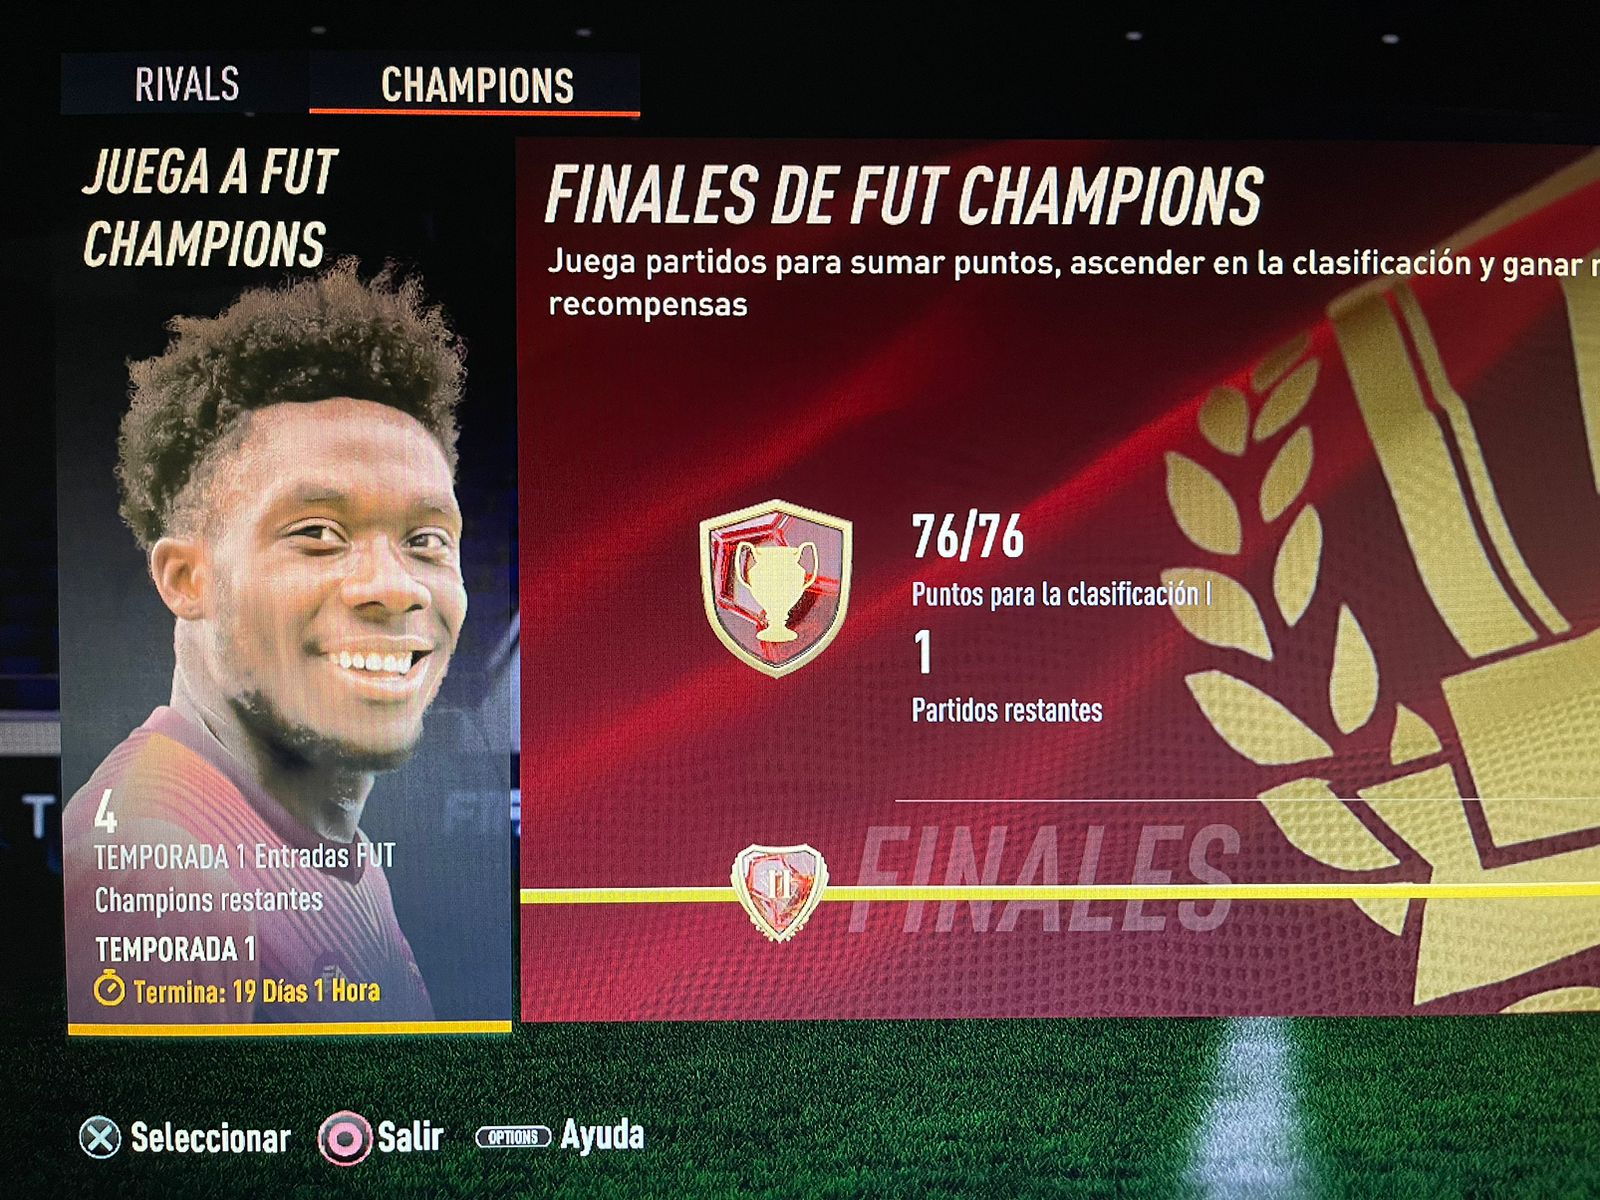 RIVALS
CHAMPIONS
JUEGA A FUT
CHAMPIONS
FINALES DE FUT CHAMPIONS
Juega partidos para sumar puntos, ascender en la clasificación y ganar
recompensas
76/76
Puntos para la clasificación I
1
Partidos restantes
4
TEMPORADA 1 Entradas FUT
Champions restantes
TEMPORADA 1
Termina: 19 Días 1 Hora
II
FINALES
Seleccionar
Salir
OPTIONS
Ayuda